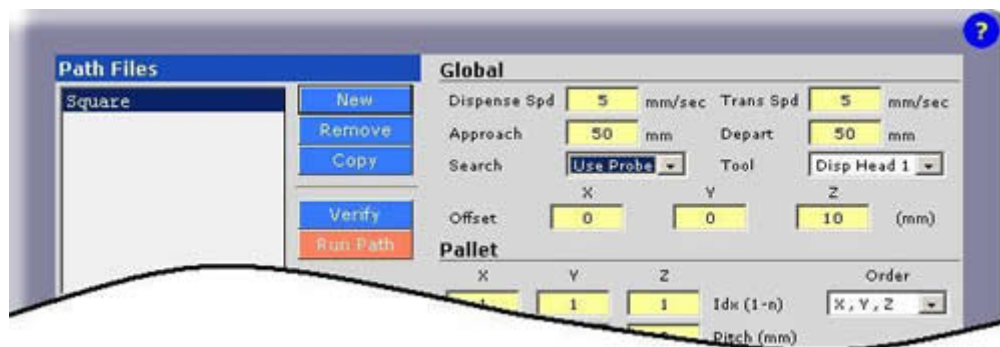 ?
Path Files
Square
New
Remove
Copy
Verify
Run Path
Global
Dispense Spd 5 mm/sec Trans Spd 5 mm/sec
Approach 50 mm Depart 50 mm
Search Use Probe Tool Disp Head 1
X Y Z
Offset 0 0 10 (mm)
Pallet
X Y Z Order
1 1 1 Idx (1-n) X,Y,Z
Pitch (mm)